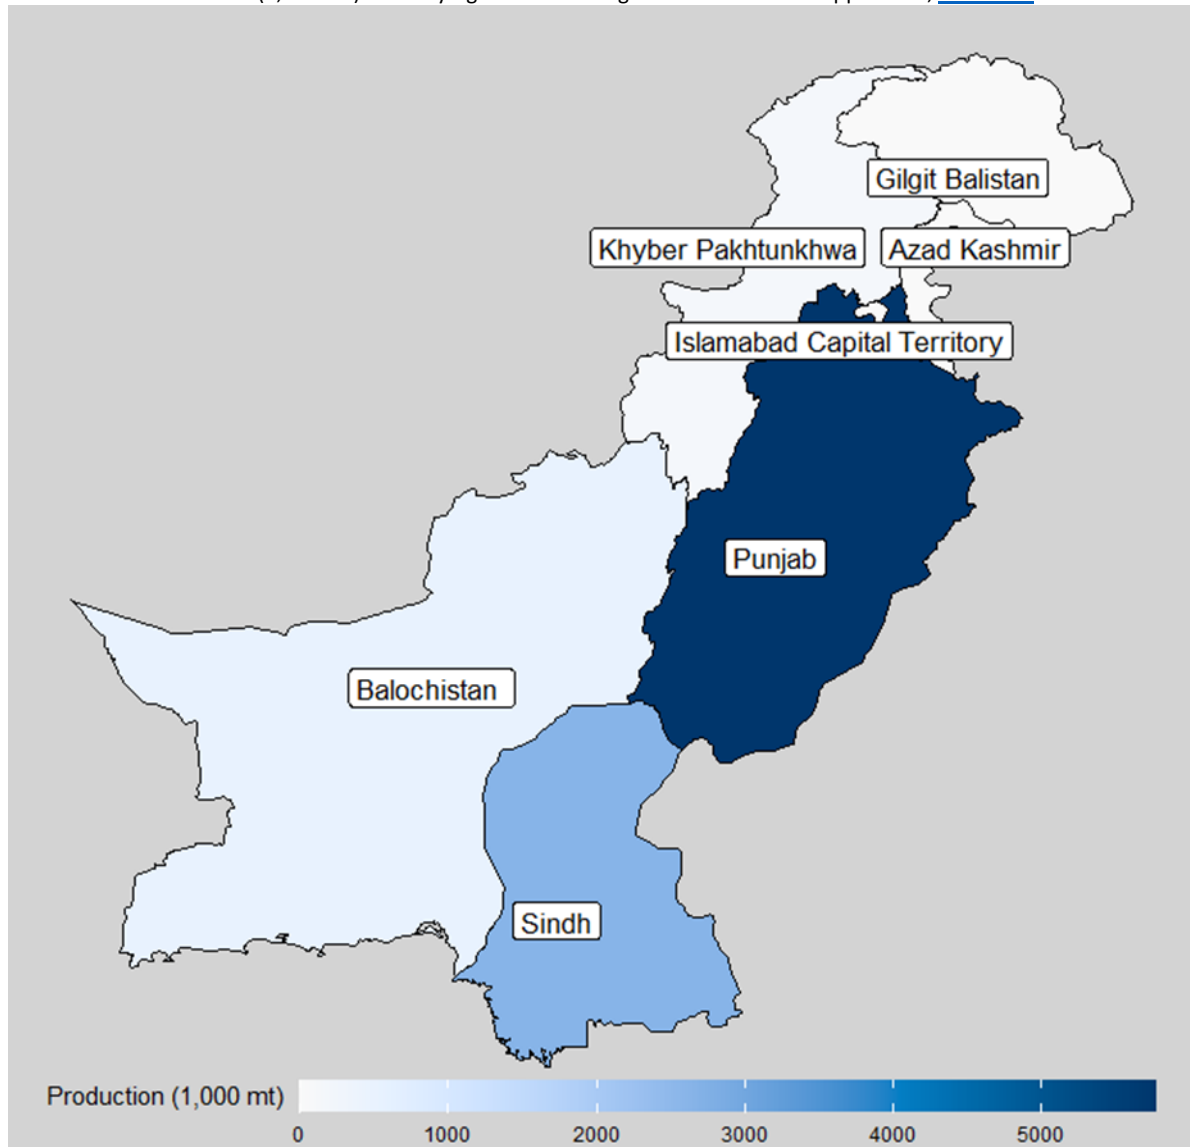 Gilgit Balistan
Khyber Pakhtunkhwa
Azad Kashmir
Islamabad Capital Territory
Punjab
Balochistan
Sindh
Production (1,000 mt)
0 1000 2000 3000 4000 5000